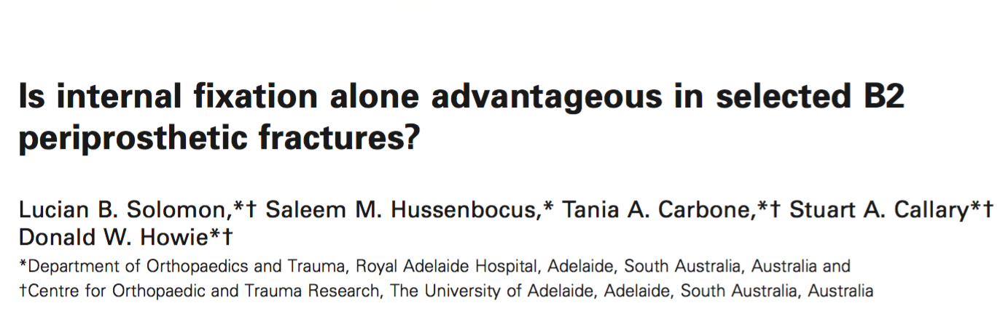 Is internal fixation alone advantageous in selected B2
periprosthetic fractures?
Lucian B. Solomon,*† Saleem M. Hussenbocus,* Tania A. Carbone,*† Stuart A. Callary*†
Donald W. Howie*†
*Department of Orthopaedics and Trauma, Royal Adelaide Hospital, Adelaide, South Australia, Australia and
†Centre for Orthopaedic and Trauma Research, The University of Adelaide, Adelaide, South Australia, Australia